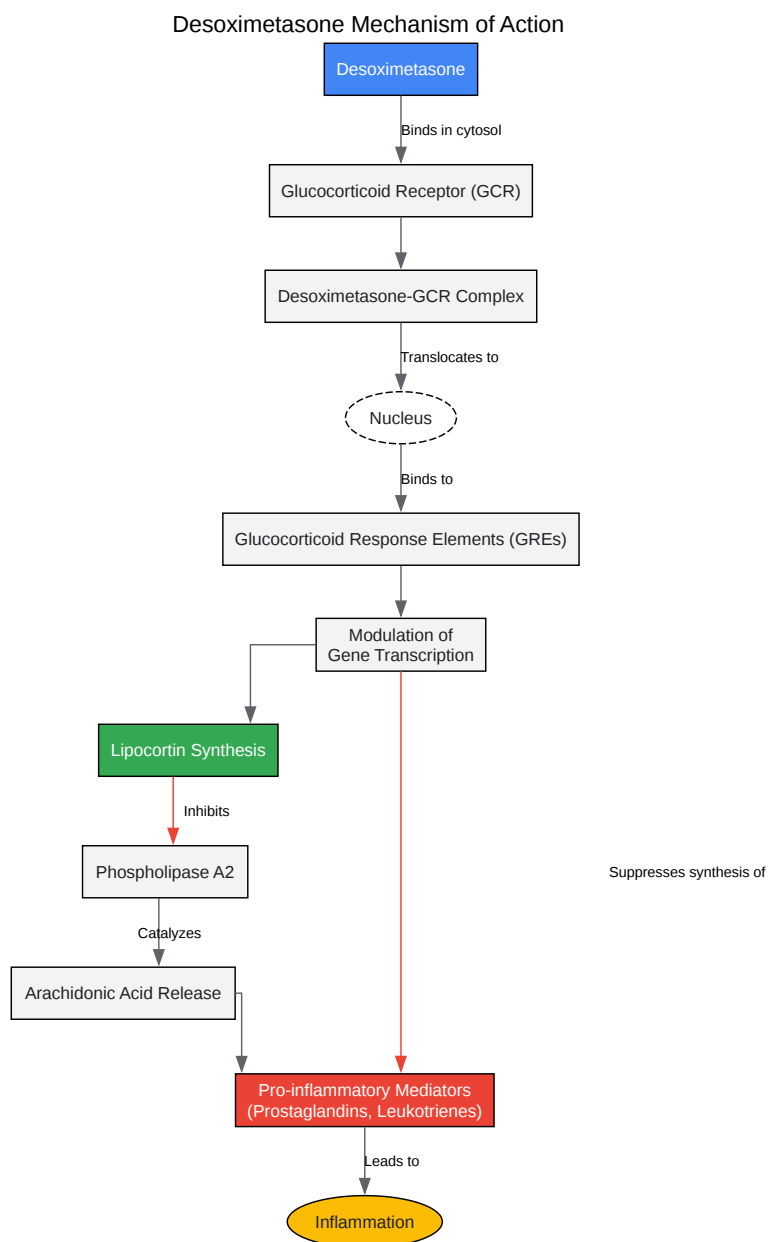 Desoximetasone Mechanism of Action
Desoximetasone
Binds in cytosol
Glucocorticoid Receptor (GCR)
Desoximetasone-GCR Complex
Translocates to
Nucleus
Binds to
Glucocorticoid Response Elements (GREs)
Modulation of
Gene Transcription
Lipocortin Synthesis
Inhibits
Phospholipase A2
Suppresses synthesis of
Catalyzes
Arachidonic Acid Release
Pro-inflammatory Mediators
(Prostaglandins, Leukotrienes)
Leads to
Inflammation